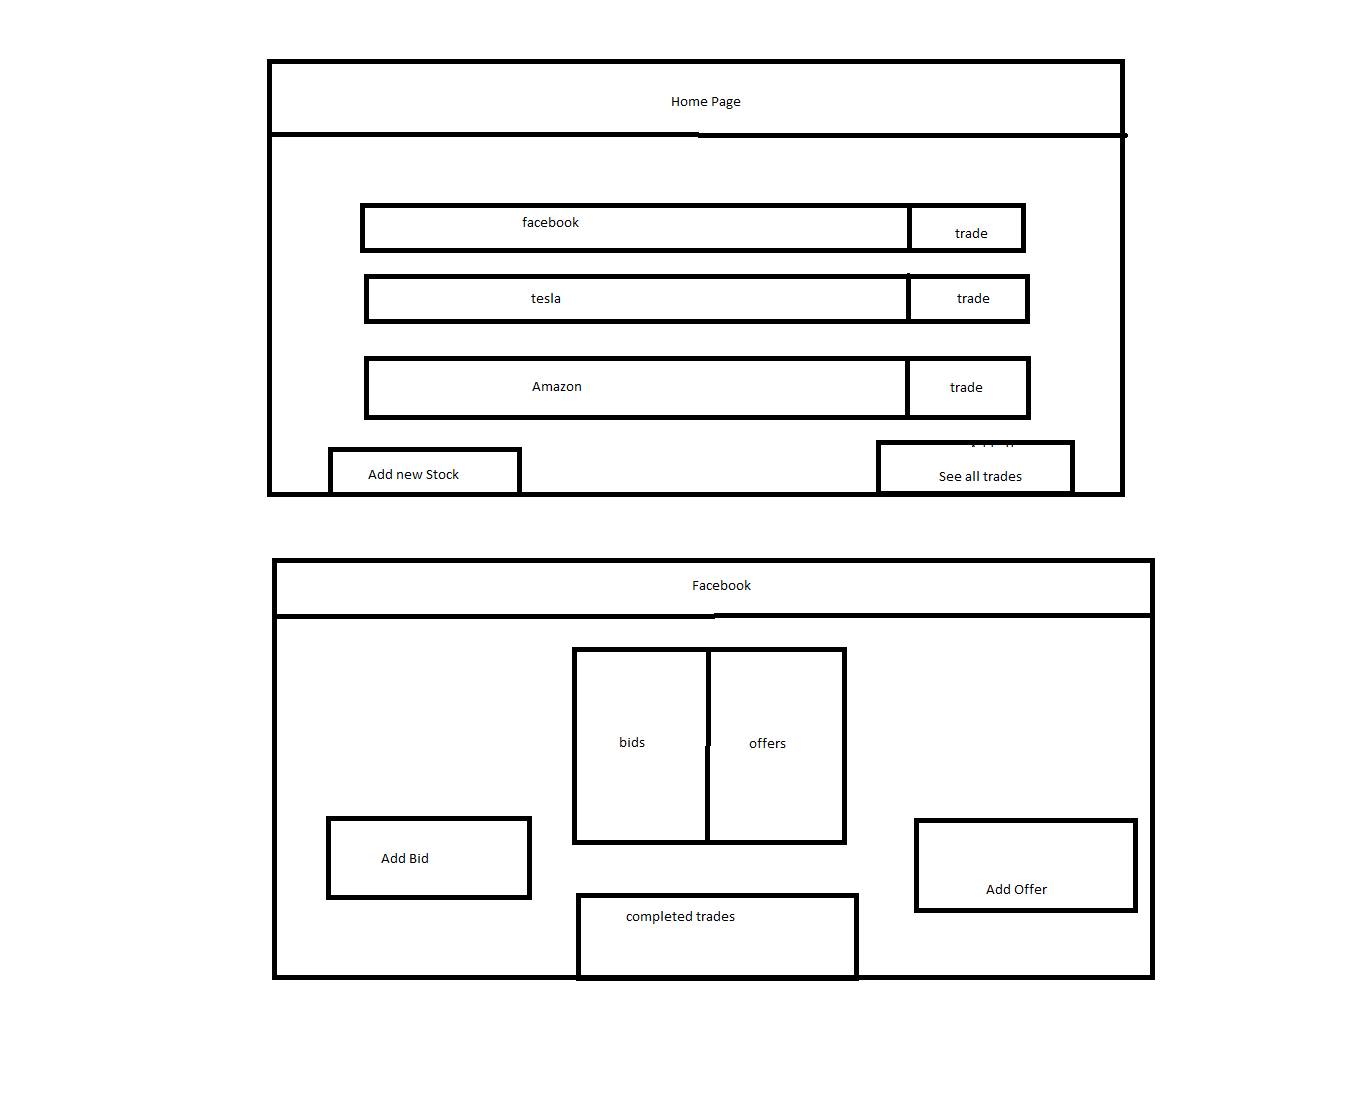 Home Page
facebook
trade
tesla
trade
Amazon
trade
Add new Stock
See all trades
Facebook
bids
offers
Add Bid
Add Offer
completed trades